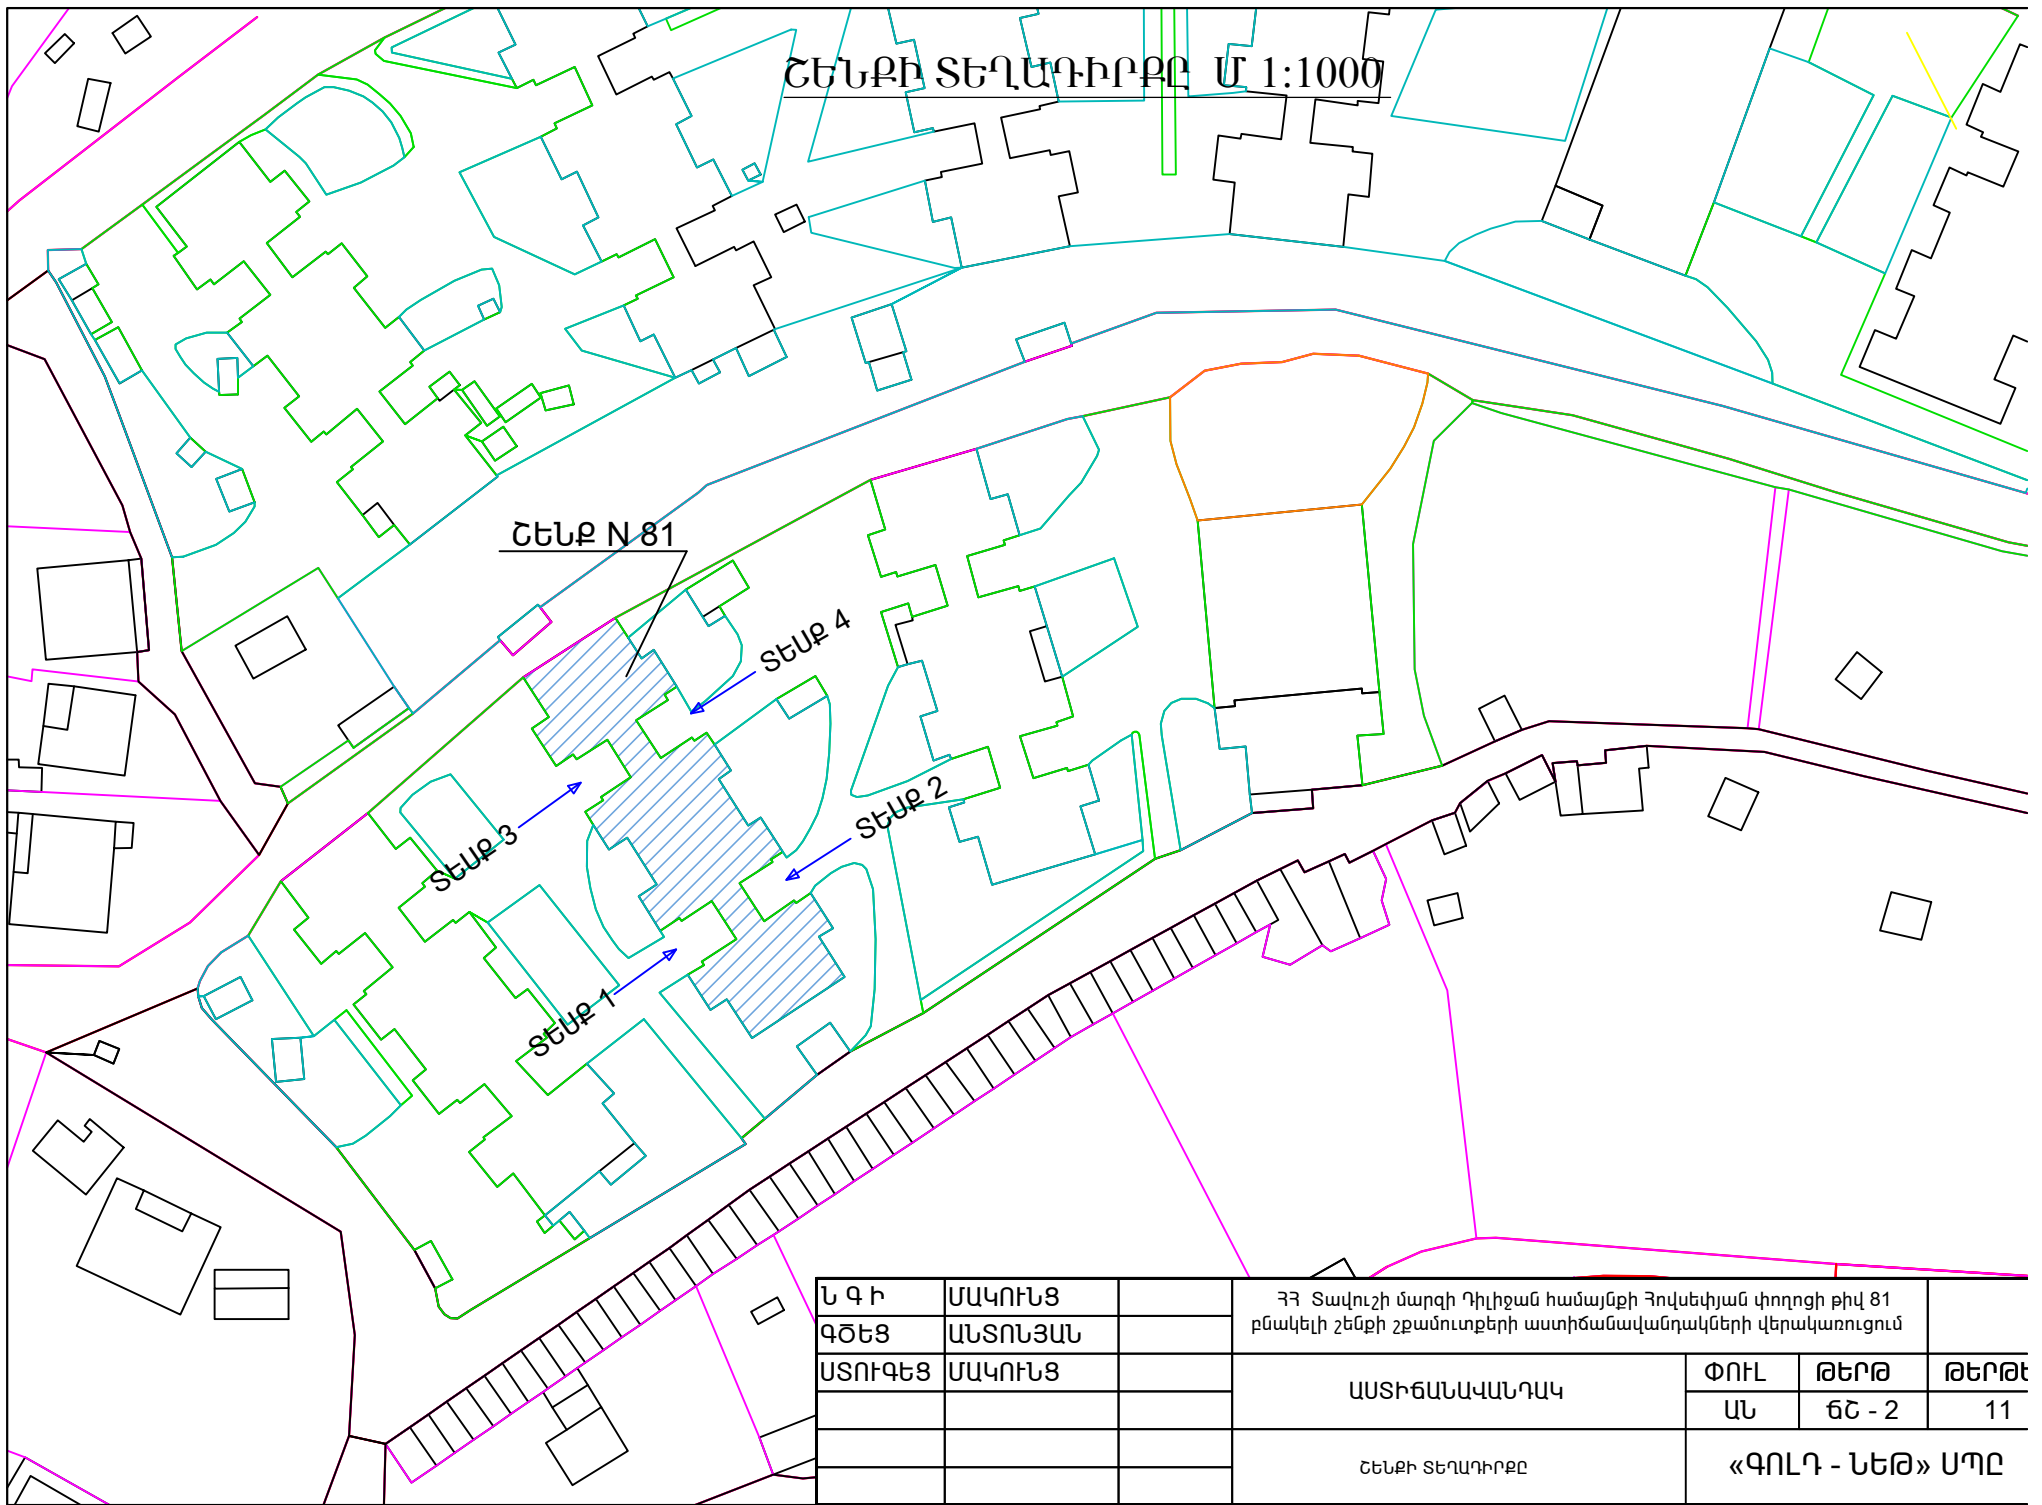 ՇԵՆՔԻ ՏԵՂԱԴԻՐՔԸ Մ 1:1000
ՇԵՆՔ N 81
ՏԵՍՔ 4
ՏԵՍՔ 2
ՏԵՍՔ 3
ՏԵՍՔ 1
Ն Գ Ի ՄԱԿՈՒՆՑ
ԳԾԵՑ ԱՆՏՈՆՅԱՆ
ՍՏՈՒԳԵՑ ՄԱԿՈՒՆՑ
ՀՀ Տավուշի մարզի Դիլիջան համայնքի Հովսեփյան փողոցի թիվ 81
բնակելի շենքի շքամուտքերի աստիճանավանդակների վերակառուցում
ԱՍՏԻՃԱՆԱՎԱՆԴԱԿ
ՓՈՒԼ ԹԵՐԹ ԹԵՐԹԵ
ԱՆ ՃՇ - 2 11
ՇԵՆՔԻ ՏԵՂԱԴԻՐՔԸ
«ԳՈԼԴ - ՆԵԹ» ՍՊԸ